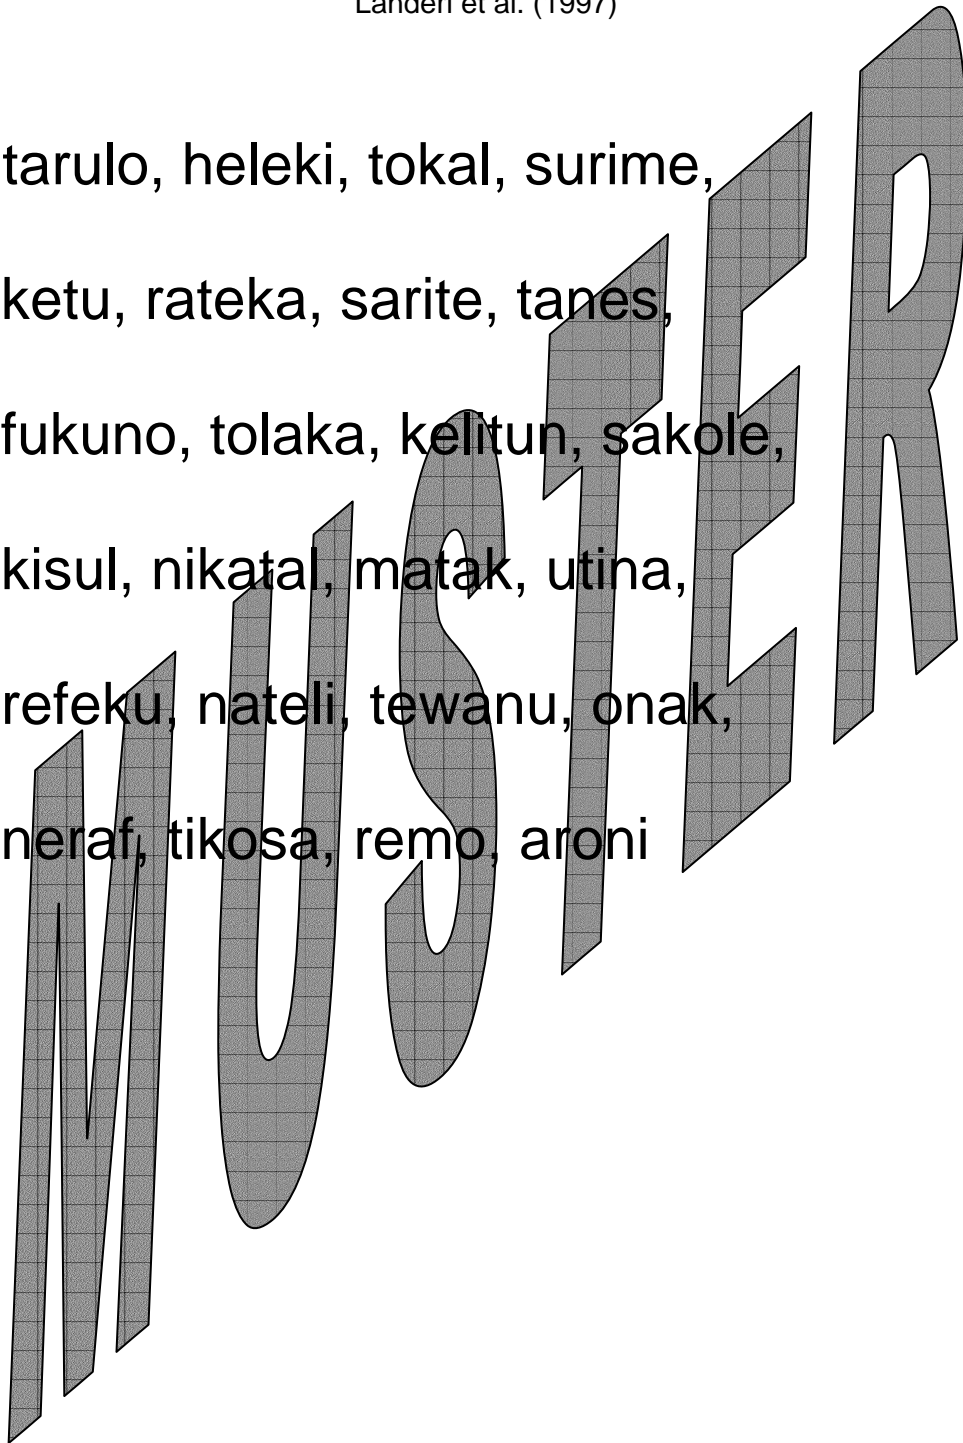 Landerl et al. (1997)
tarulo, heleki, tokal, surime,
ketu, rateka, sarite, tanes,
fukuno, tolaka, kelitun, sakole,
kisul, nikatal, matak, utina,
refeku, nateli, tewanu, onak,
neraf, tikosa, remo, aroni
MUSTER